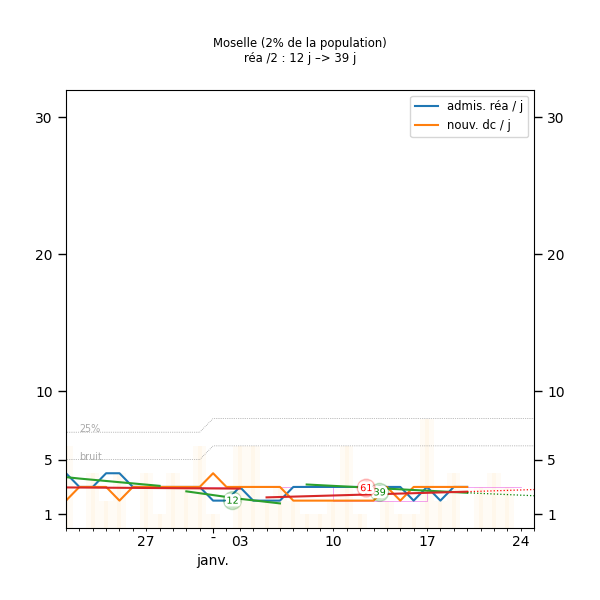 Moselle (2% de la population)
réa /2 : 12 j –> 39 j
admis. réa / j
nouv. dc / j
30 30
20 20
10 10
25%
bruit
5 5
61
39
12
1 1
27 - 03 10 17 24
janv.